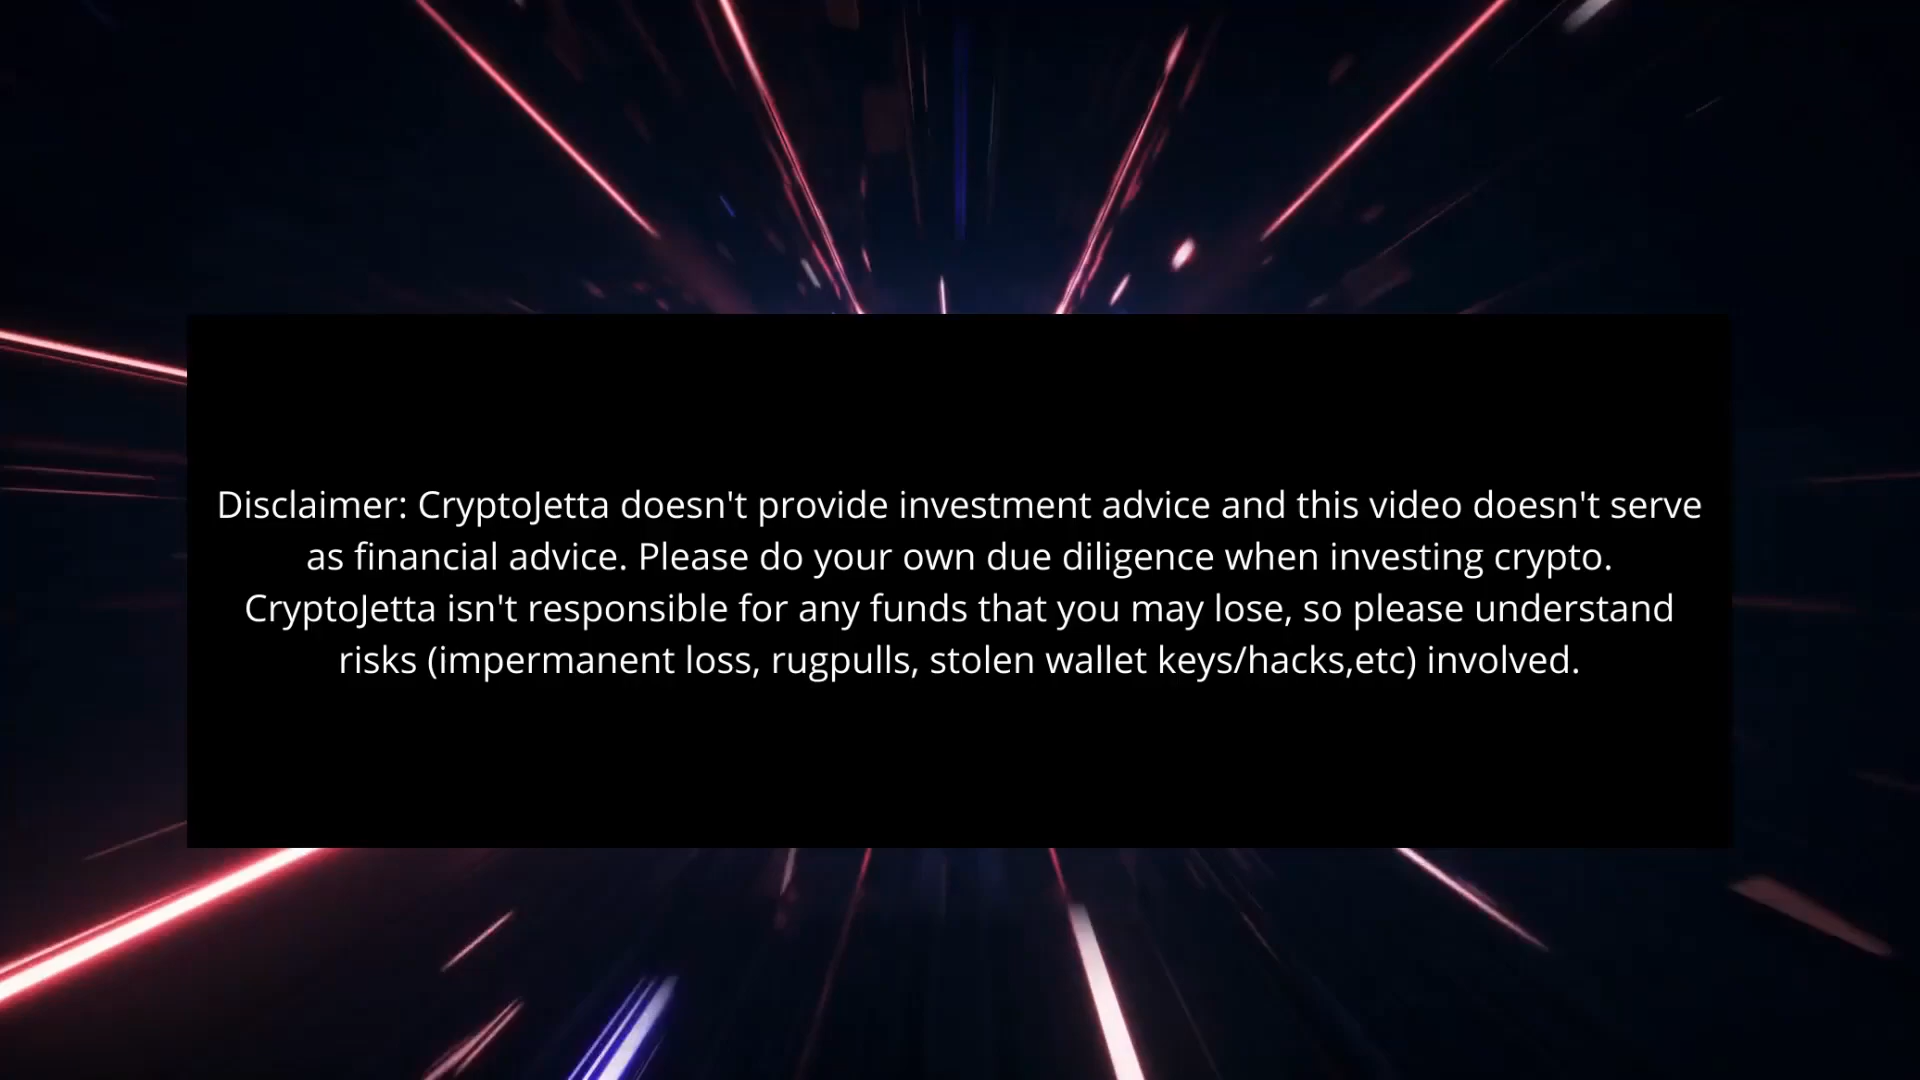 Disclaimer: CryptoJetta doesn't provide investment advice and this video doesn't serve
as financial advice. Please do your own due diligence when investing crypto.
CryptoJetta isn't responsible for any funds that you may lose, so please understand
risks (impermanent loss, rugpulls, stolen wallet keys/hacks,etc) involved.